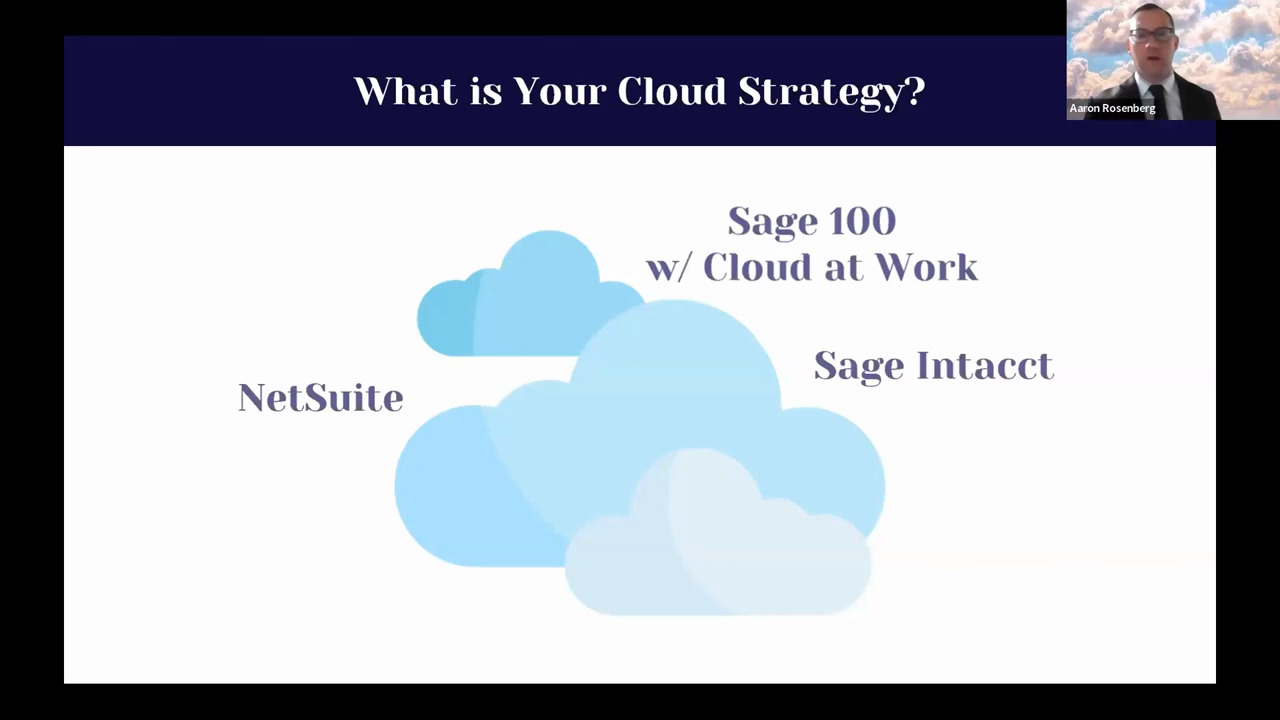 What is Your Cloud Strategy?
Aaron Rosenberg
Sage 100
w/ Cloud at Work
Sage Intacct
NetSuite